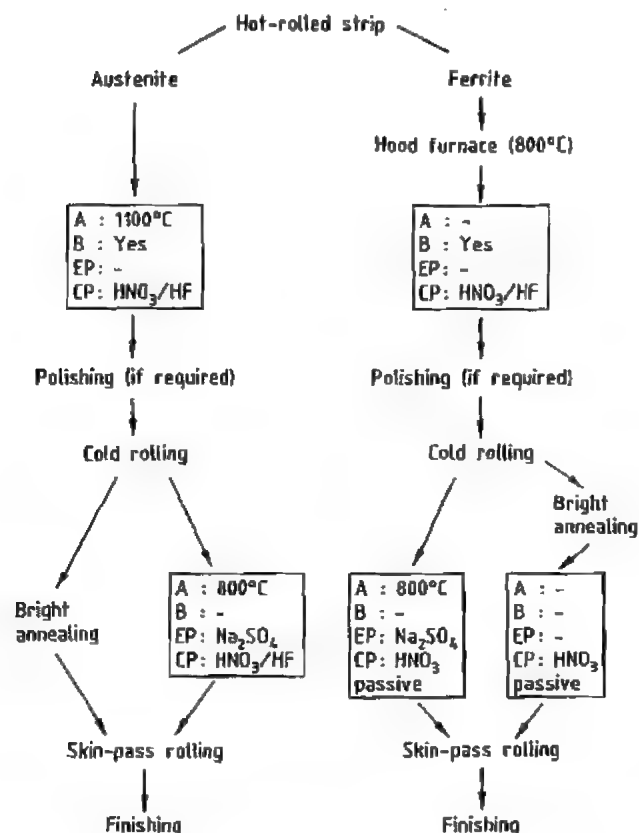 Hot-rolled strip
Austenite
Ferrite
Hood furnace (800°C)
A : 1100°C
B : Yes
EP: -
CP: HNO₃/HF
A : -
B : Yes
EP: -
CP: HNO₃/HF
Polishing (if required)
Polishing (if required)
Cold rolling
Cold rolling
Bright
annealing
Bright
annealing
A : 800°C
B : -
EP: Na₂SO₄
CP: HNO₃/HF
A : 800°C
B : -
EP: Na₂SO₄
CP: HNO₃
passive
A : -
B : -
EP: -
CP: HNO₃
passive
Skin-pass rolling
Skin-pass rolling
Finishing
Finishing